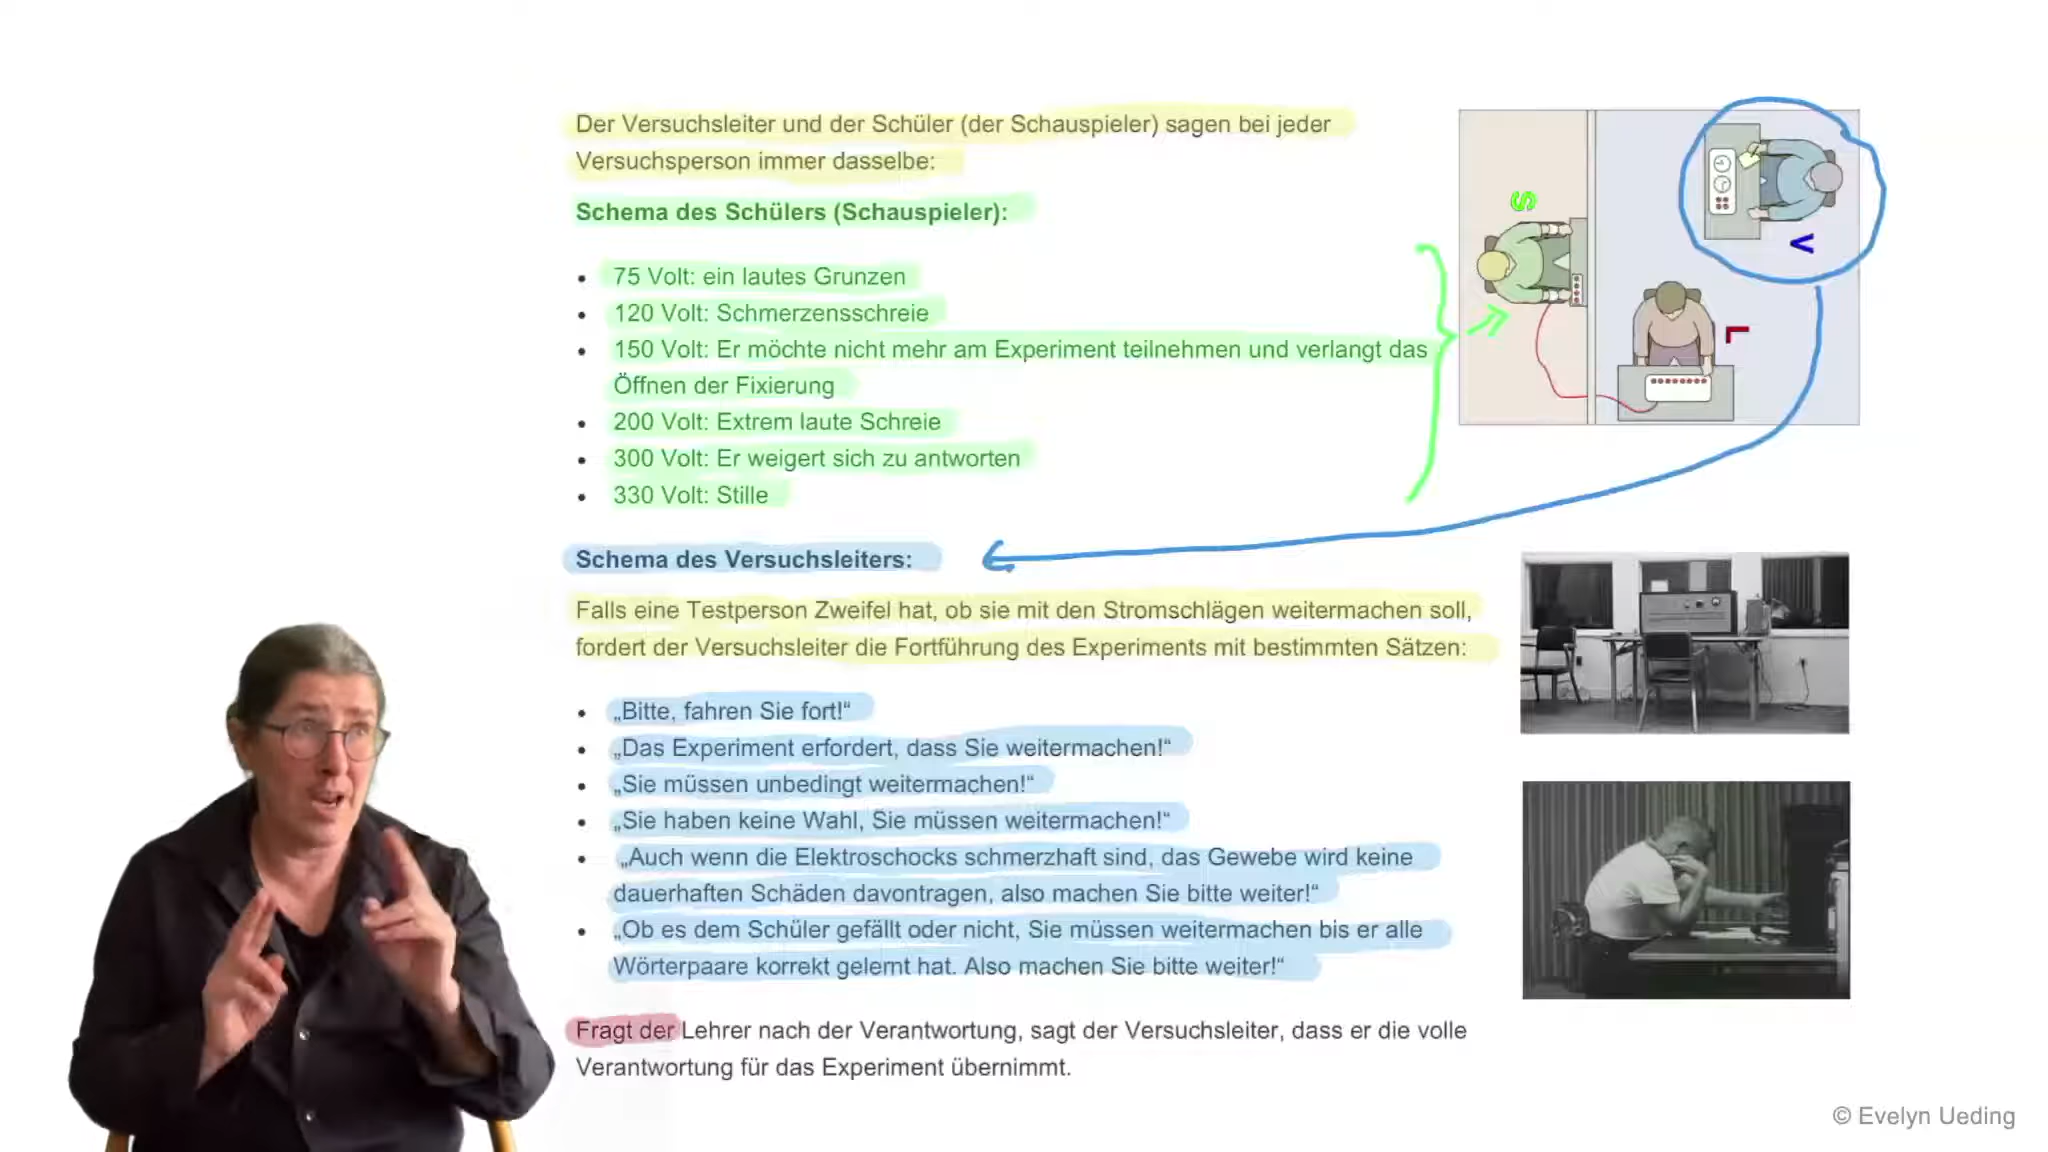 Der Versuchsleiter und der Schüler (der Schauspieler) sagen bei jeder
Versuchsperson immer dasselbe:
Schema des Schülers (Schauspieler):
• 75 Volt: ein lautes Grunzen
• 120 Volt: Schmerzensschreie
• 150 Volt: Er möchte nicht mehr am Experiment teilnehmen und verlangt das
Öffnen der Fixierung
• 200 Volt: Extrem laute Schreie
• 300 Volt: Er weigert sich zu antworten
• 330 Volt: Stille
S
V
L
Schema des Versuchsleiters:
Falls eine Testperson Zweifel hat, ob sie mit den Stromschlägen weitermachen soll,
fordert der Versuchsleiter die Fortführung des Experiments mit bestimmten Sätzen:
• „Bitte, fahren Sie fort!“
• „Das Experiment erfordert, dass Sie weitermachen!“
• „Sie müssen unbedingt weitermachen!“
• „Sie haben keine Wahl, Sie müssen weitermachen!“
• „Auch wenn die Elektroschocks schmerzhaft sind, das Gewebe wird keine
dauerhaften Schäden davontragen, also machen Sie bitte weiter!“
• „Ob es dem Schüler gefällt oder nicht, Sie müssen weitermachen bis er alle
Wörterpaare korrekt gelernt hat. Also machen Sie bitte weiter!“
Fragt der Lehrer nach der Verantwortung, sagt der Versuchsleiter, dass er die volle
Verantwortung für das Experiment übernimmt.
© Evelyn Ueding